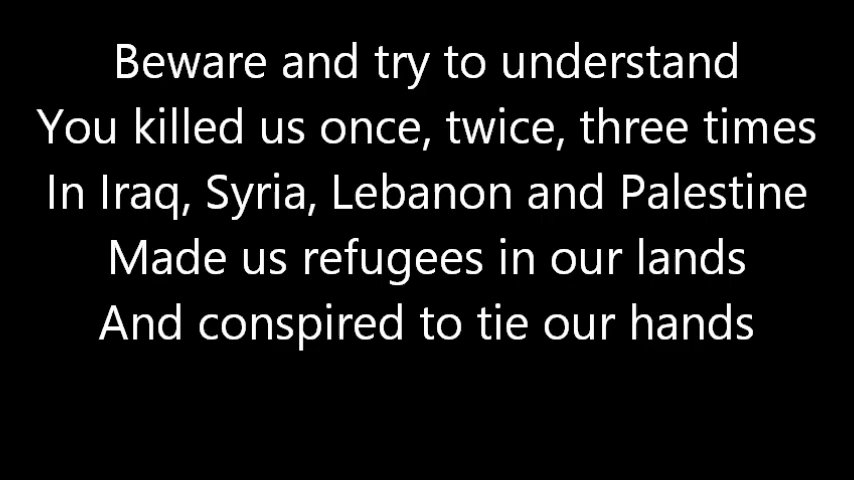 Beware and try to understand
You killed us once, twice, three times
In Iraq, Syria, Lebanon and Palestine
Made us refugees in our lands
And conspired to tie our hands